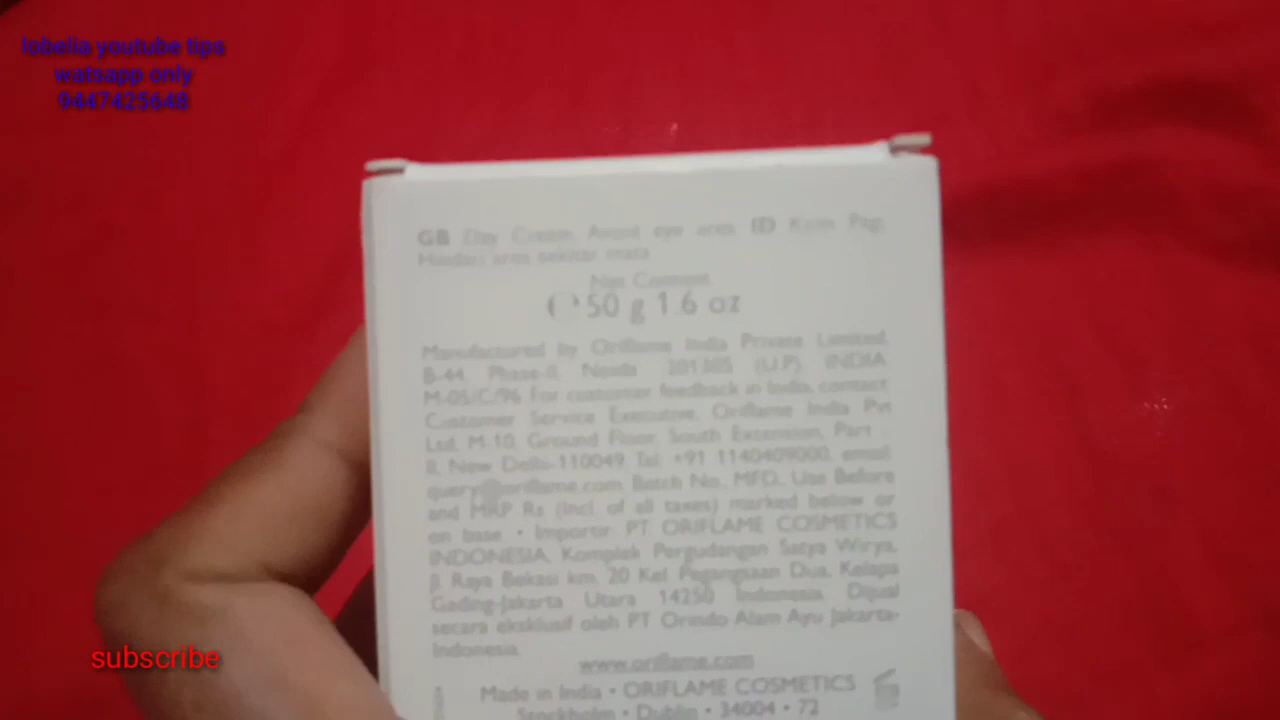 lobelia youtube tips
watsapp only
9447425648
GB Day Cream. Avoid eye area. ID Krim Pagi.
Hindari area sekitar mata
Net Content
50 g 1.6 oz
Manufactured by Oriflame India Private Limited,
B-44, Phase-II, Noida 201305 (U.P), INDIA
M-05/C/96 For customer feedback in India, contact
Customer Service Executive, Oriflame India Pvt
Ltd. M-10, Ground Floor, South Extension, Part
II, New Delhi-110049 Tel: +91 1140409000, email
query@oriflame.com Batch No., MFD., Use Before
and MRP Rs (incl. of all taxes) marked below or
on base • Importir: PT ORIFLAME COSMETICS
INDONESIA, Komplek Pergudangan Satya Wirya,
Jl. Raya Bekasi km. 20 Kel Pegangsaan Dua, Kelapa
Gading-Jakarta Utara 14250 Indonesia. Dijual
secara eksklusif oleh PT Orindo Alam Ayu Jakarta-
Indonesia.
www.oriflame.com
Made in India • ORIFLAME COSMETICS
Stockholm • Dublin • 34004 • 72
subscribe